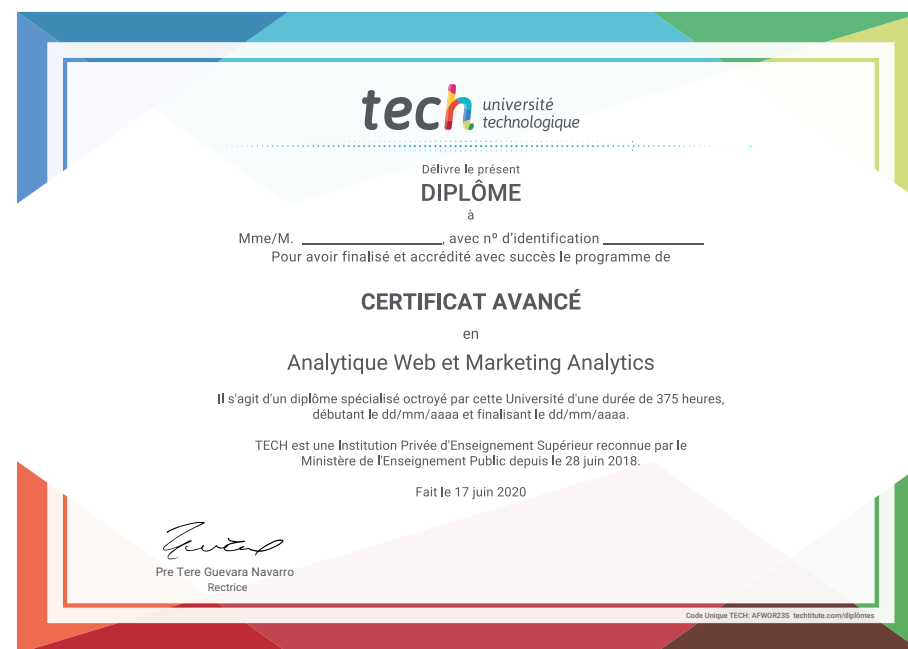 tech université
technologique
Délivre le présent
DIPLÔME
à
Mme/M. ____________________, avec nº d'identification ______________
Pour avoir finalisé et accrédité avec succès le programme de
CERTIFICAT AVANCÉ
en
Analytique Web et Marketing Analytics
Il s'agit d'un diplôme spécialisé octroyé par cette Université d'une durée de 375 heures,
débutant le dd/mm/aaaa et finalisant le dd/mm/aaaa.
TECH est une Institution Privée d'Enseignement Supérieur reconnue par le
Ministère de l'Enseignement Public depuis le 28 juin 2018.
Fait le 17 juin 2020
Pre Tere Guevara Navarro
Rectrice
Code Unique TECH: AFWOR23S techtitute.com/diplômes